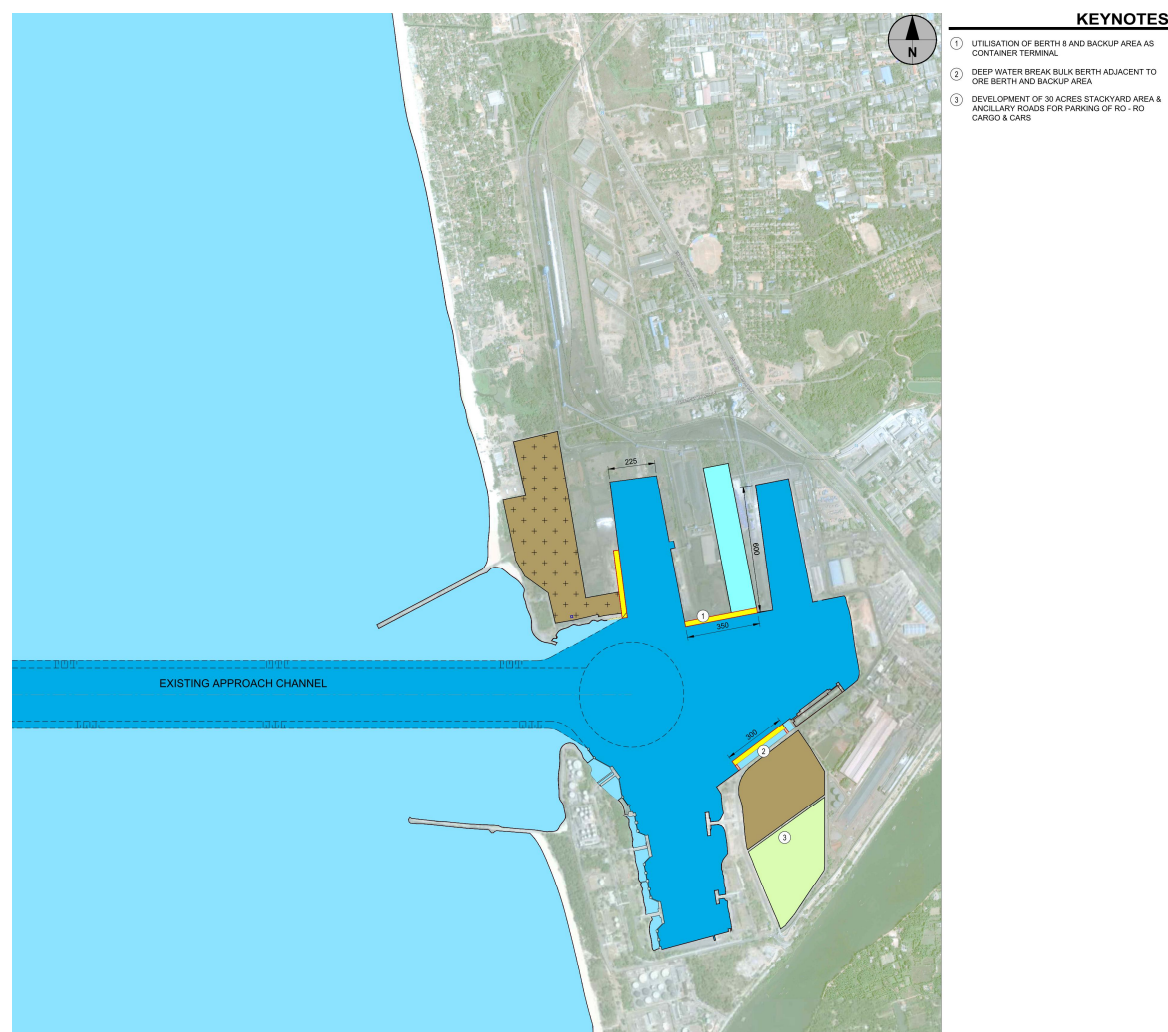 KEYNOTES
N
1 UTILISATION OF BERTH 8 AND BACKUP AREA AS
CONTAINER TERMINAL
2 DEEP WATER BREAK BULK BERTH ADJACENT TO
ORE BERTH AND BACKUP AREA
3 DEVELOPMENT OF 30 ACRES STACKYARD AREA &
ANCILLARY ROADS FOR PARKING OF RO - RO
CARGO & CARS
225
600
1
350
EXISTING APPROACH CHANNEL
300
2
3